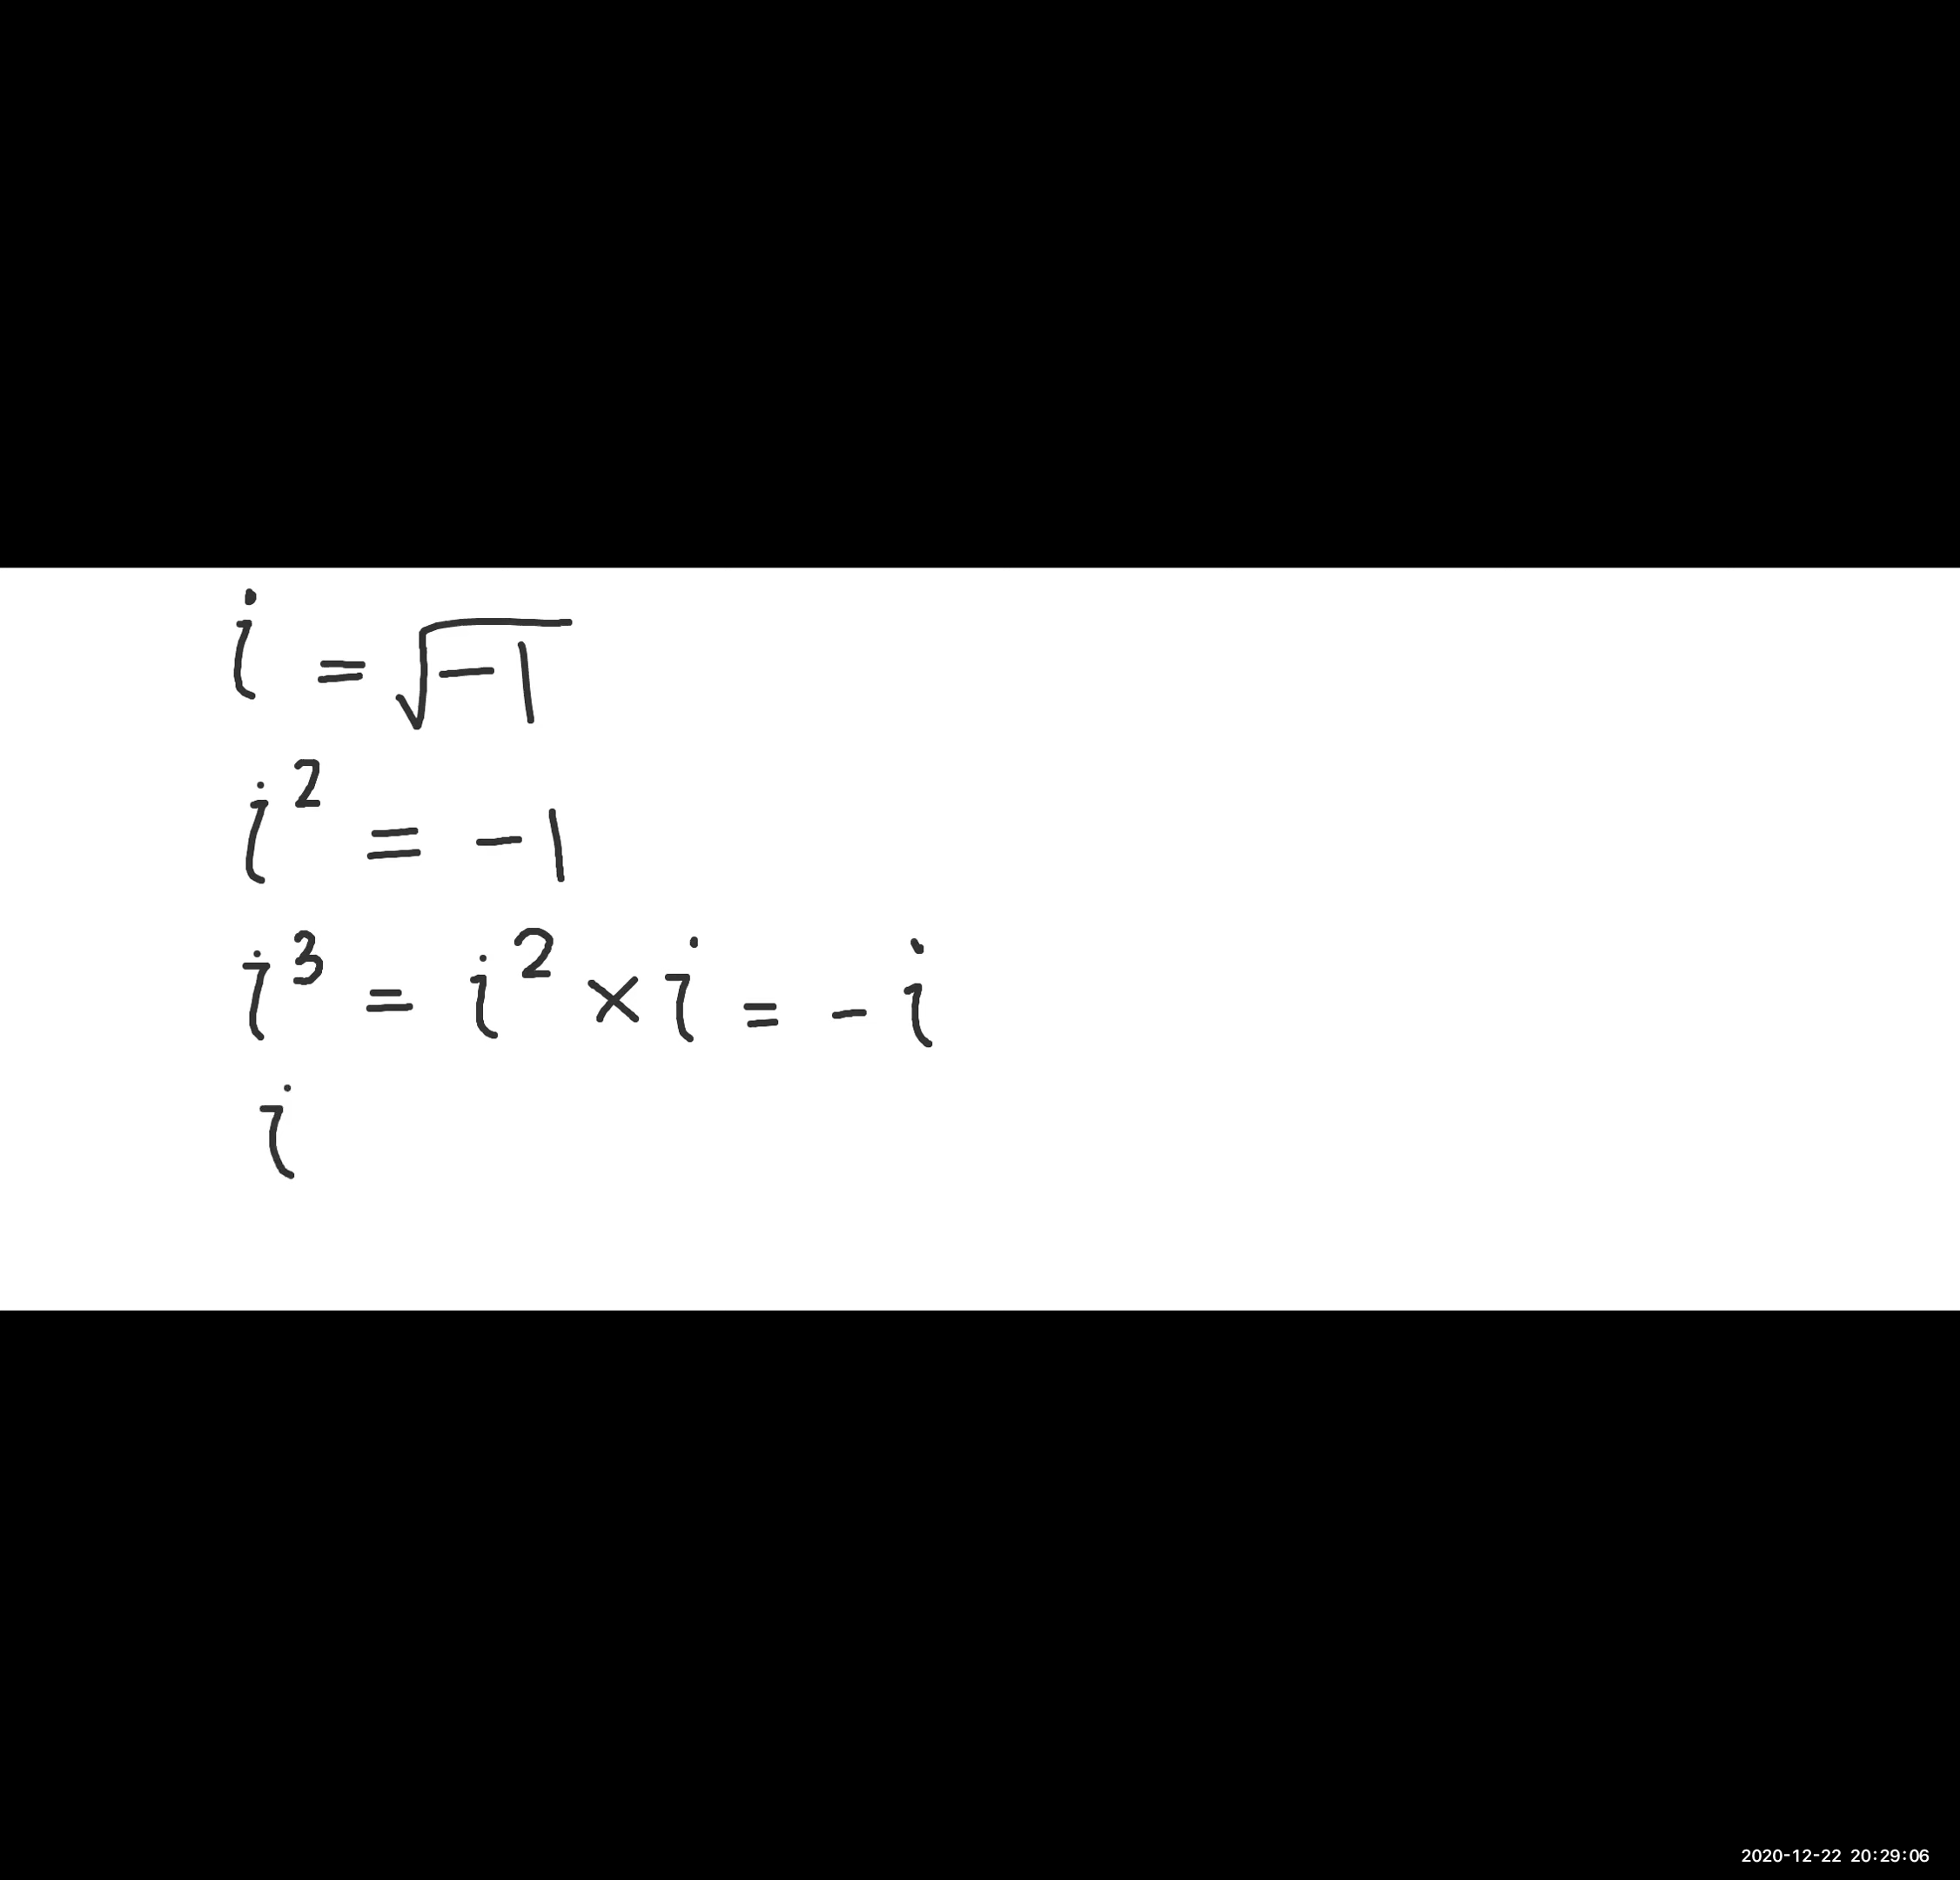 i = √-1
i² = -1
i³ = i² × i = - i
i
2020-12-22 20:29:06